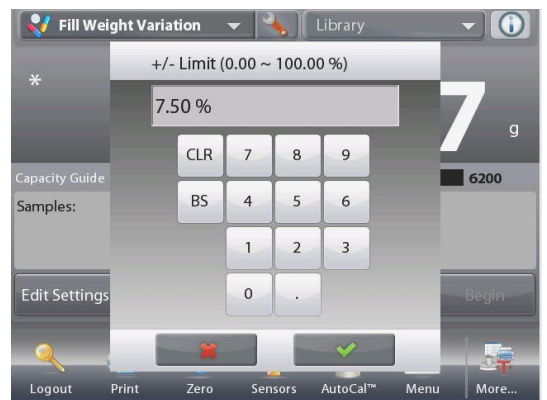 Fill Weight Variation
Library
+/- Limit (0.00 ~ 100.00 %)
*
7.50 %
7
g
CLR 7 8 9
Capacity Guide
6200
Samples:
BS 4 5 6
1 2 3
Edit Settings
0 .
Begin
Logout Print Zero Sensors AutoCal™ Menu More...